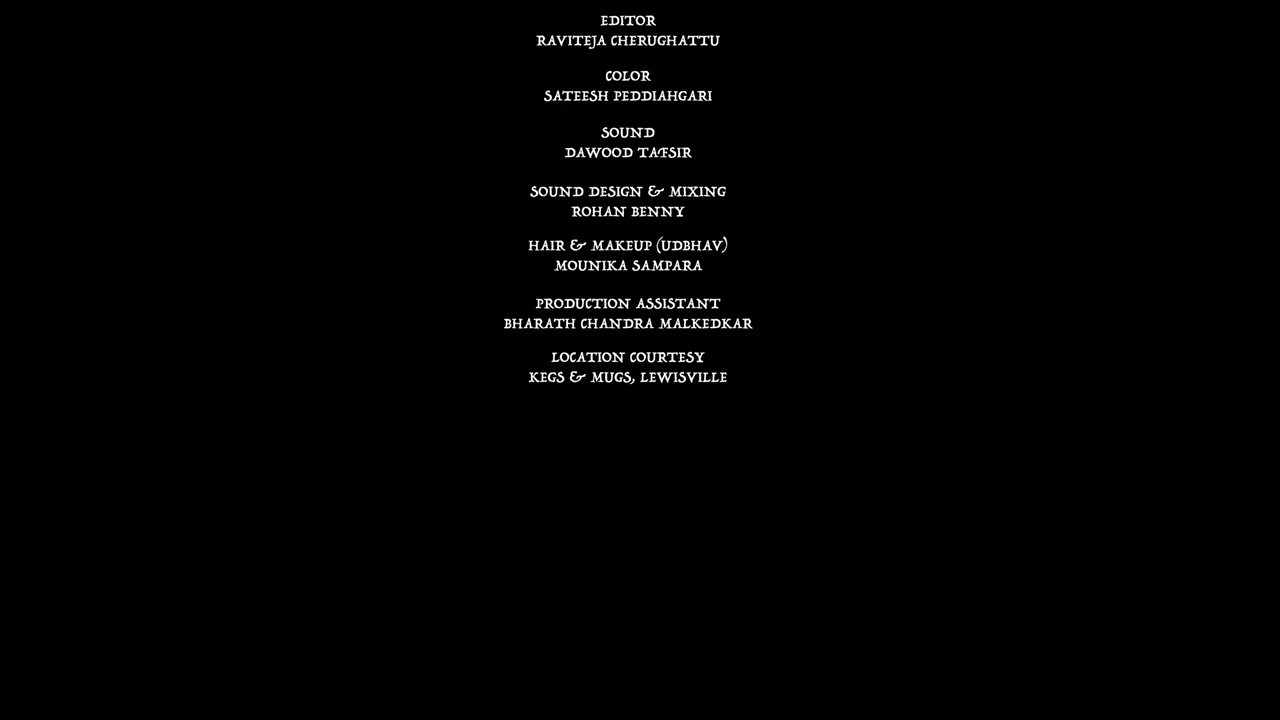 EDITOR
RAVITEJA CHERUGHATTU
COLOR
SATEESH PEDDIAHGARI
SOUND
DAWOOD TAFSIR
SOUND DESIGN & MIXING
ROHAN BENNY
HAIR & MAKEUP (UDBHAV)
MOUNIKA SAMPARA
PRODUCTION ASSISTANT
BHARATH CHANDRA MALKEDKAR
LOCATION COURTESY
KEGS & MUGS, LEWISVILLE